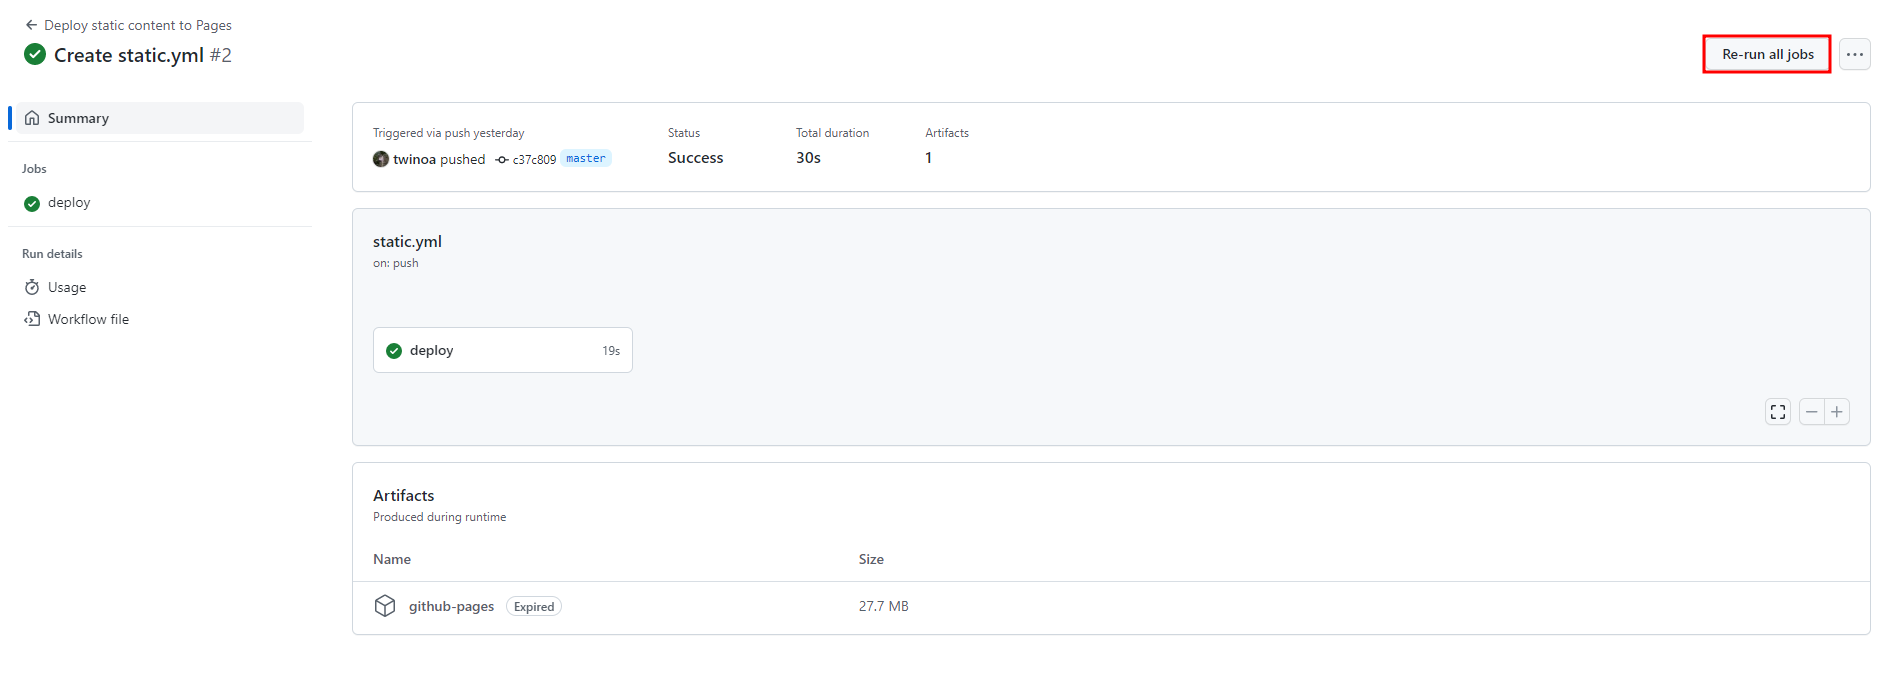 Deploy static content to Pages
Create static.yml #2
Re-run all jobs
Summary
Jobs
deploy
Run details
Usage
Workflow file
Triggered via push yesterday
twinoa pushed c37c809 master
Status
Success
Total duration
30s
Artifacts
1
static.yml
on: push
deploy 19s
Artifacts
Produced during runtime
Name Size
github-pages Expired 27.7 MB